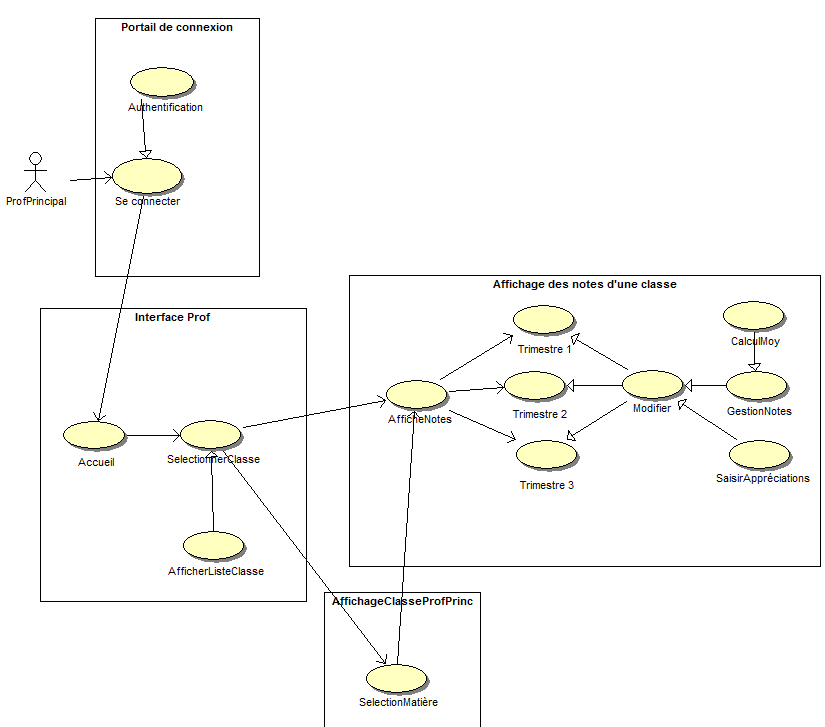 Portail de connexion
Authentification
ProfPrincipal
Se connecter
Interface Prof
Accueil
SelectionnerClasse
AfficherListeClasse
Affichage des notes d'une classe
Trimestre 1
CalculMoy
AfficheNotes
Trimestre 2
Modifier
GestionNotes
Trimestre 3
SaisirAppréciations
AffichageClasseProfPrinc
SelectionMatière